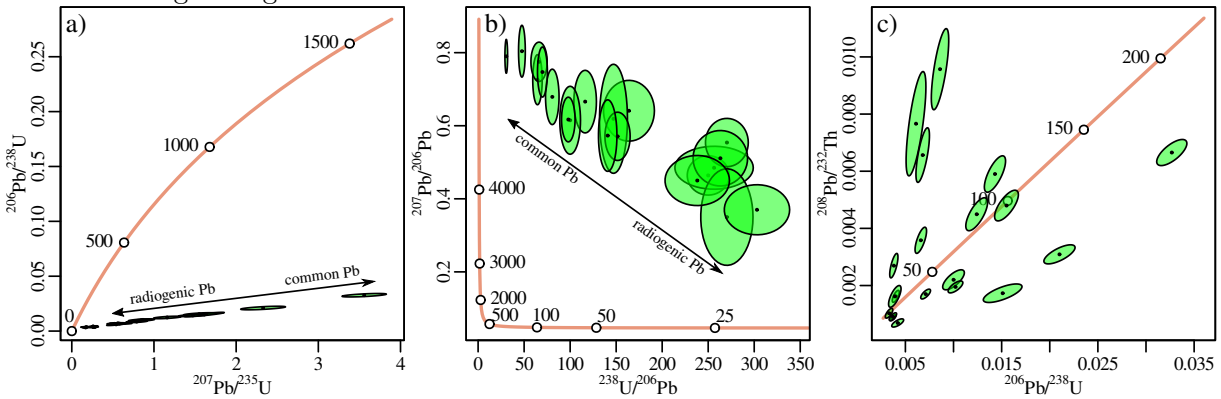 a)
1500
1000
500
0
common Pb
radiogenic Pb
0.00 0.05 0.10 0.15 0.20 0.25
206Pb/238U
0 1 2 3 4
207Pb/235U
b)
4000
3000
2000
500 100 50 25
common Pb
radiogenic Pb
0.2 0.4 0.6 0.8
207Pb/206Pb
0 50 100 150 200 250 300 350
238U/206Pb
c)
200
150
100
50
0.002 0.004 0.006 0.008 0.010
208Pb/232Th
0.005 0.015 0.025 0.035
206Pb/238U